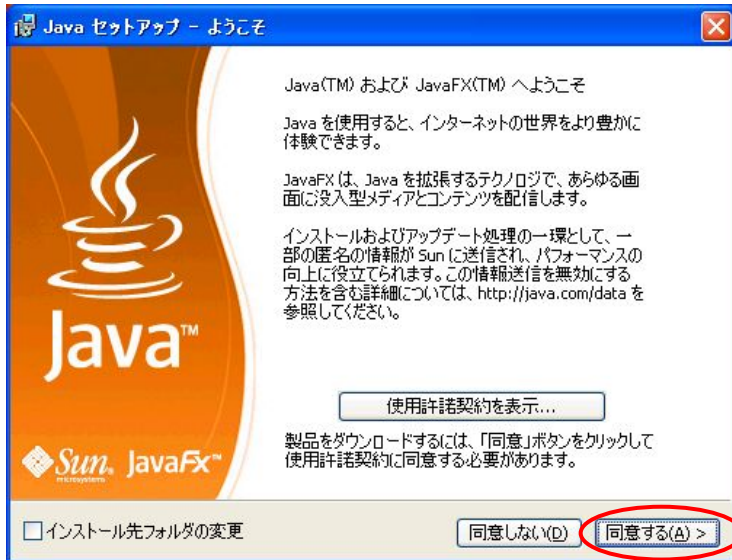 Java セットアップ - ようこそ
Java(TM) および JavaFX(TM) へようこそ
Java を使用すると、インターネットの世界をより豊かに
体験できます。
JavaFX は、Java を拡張するテクノロジで、あらゆる画
面に没入型メディアとコンテンツを配信します。
インストールおよびアップデート処理の一環として、一
部の匿名の情報が Sun に送信され、パフォーマンスの
向上に役立てられます。この情報送信を無効にする
方法を含む詳細については、http://java.com/data を
参照してください。
Java™
使用許諾契約を表示...
製品をダウンロードするには、「同意」ボタンをクリックして
使用許諾契約に同意する必要があります。
Sun. JavaFX™
microsystems
インストール先フォルダの変更
同意しない(D)
同意する(A) >